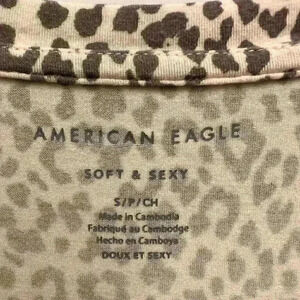 AMERICAN EAGLE
SOFT & SEXY
S/P/CH
Made in Cambodia
Fabriqué au Cambodge
Hecho en Camboya
DOUX ET SEXY